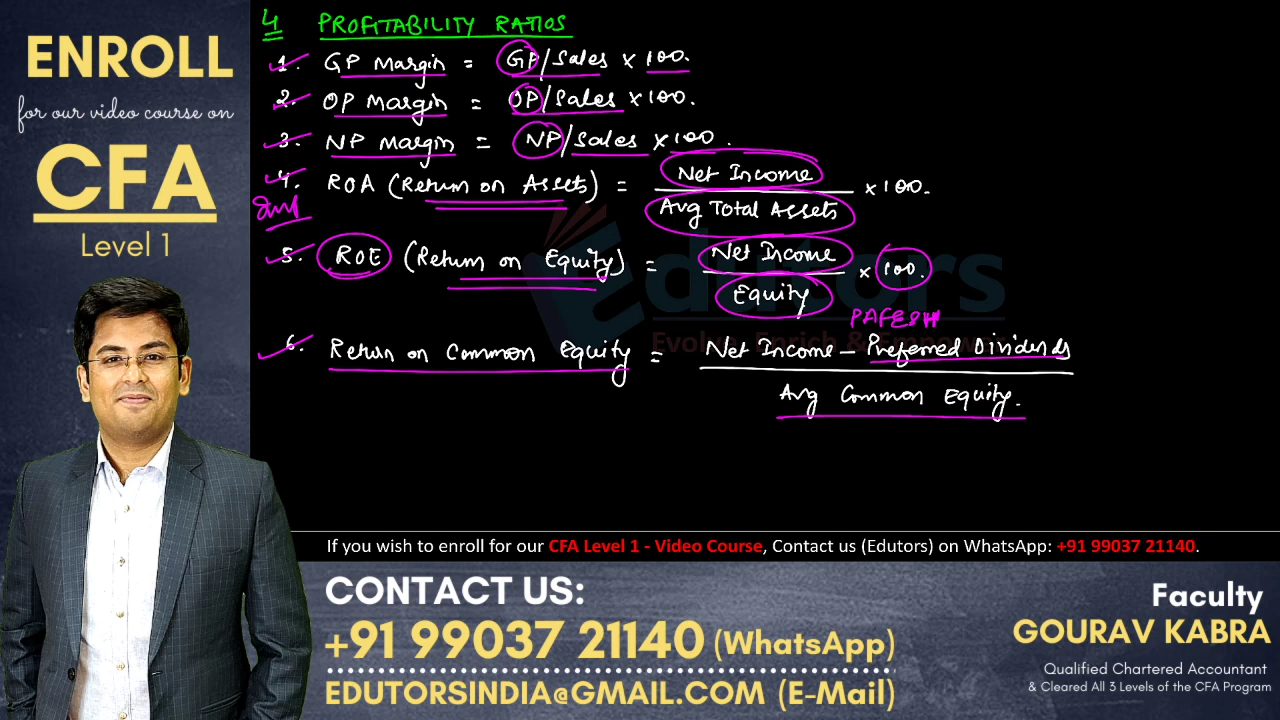 ENROLL
for our video course on
CFA
Level 1
4 PROFITABILITY RATIOS
1. GP Margin = GP/Sales × 100.
2. OP Margin = OP/Sales × 100.
3. NP Margin = NP/Sales × 100.
4. ROA (Return on Assets) = Net Income / Avg Total Assets × 100.
5. ROE (Return on Equity) = Net Income / Equity × 100.
Edutors
PAFESH
6. Return on Common Equity = Net Income – Preferred Dividends / Avg Common Equity.
If you wish to enroll for our CFA Level 1 - Video Course, Contact us (Edutors) on WhatsApp: +91 99037 21140.
CONTACT US:
+91 99037 21140 (WhatsApp)
EDUTORSINDIA@GMAIL.COM (E-Mail)
Faculty
GOURAV KABRA
Qualified Chartered Accountant
& Cleared All 3 Levels of the CFA Program